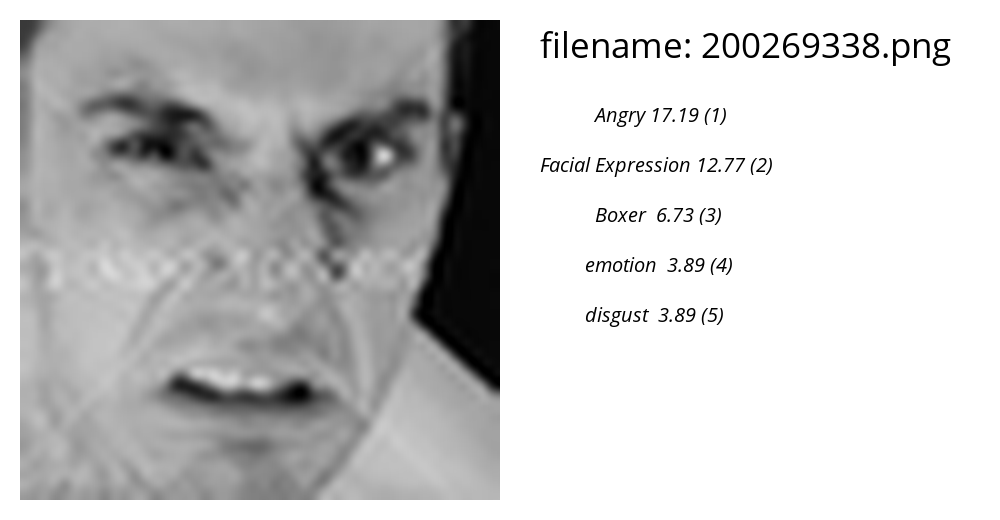 filename: 200269338.png
Angry 17.19 (1)
Facial Expression 12.77 (2)
Boxer 6.73 (3)
emotion 3.89 (4)
disgust 3.89 (5)